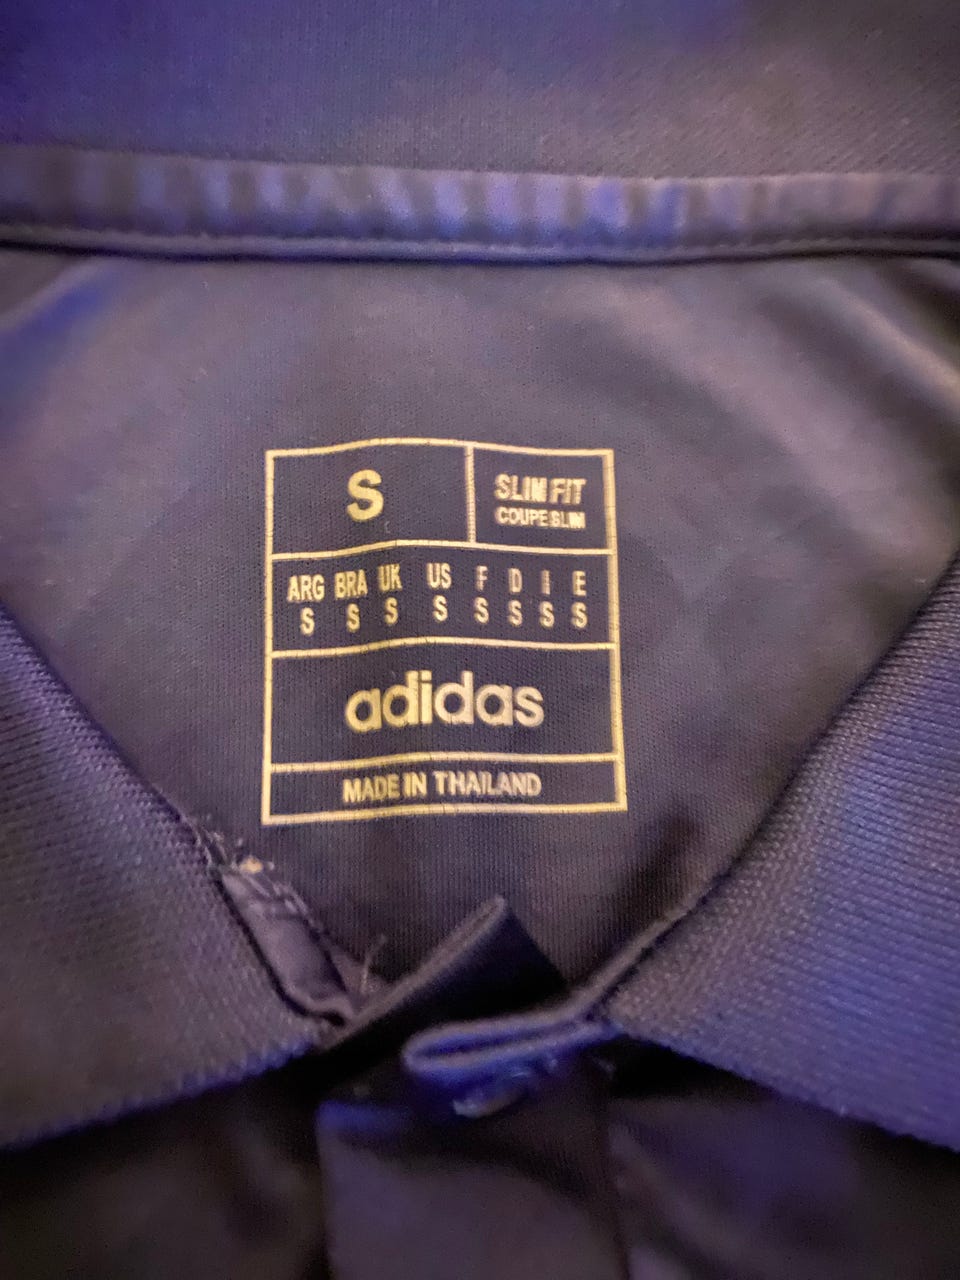 S
SLIM FIT
COUPE SLIM
ARG BRA UK US F D I E
S S S S S S S S
adidas
MADE IN THAILAND